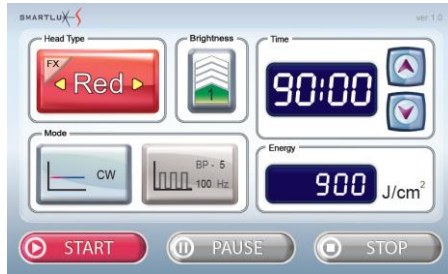 SMARTLUX
ver 1.0
Head Type
Brightness
Time
FX
Red
1
90:00
Mode
Energy
CW
BP - 5
100 Hz
900 J/cm²
START
PAUSE
STOP